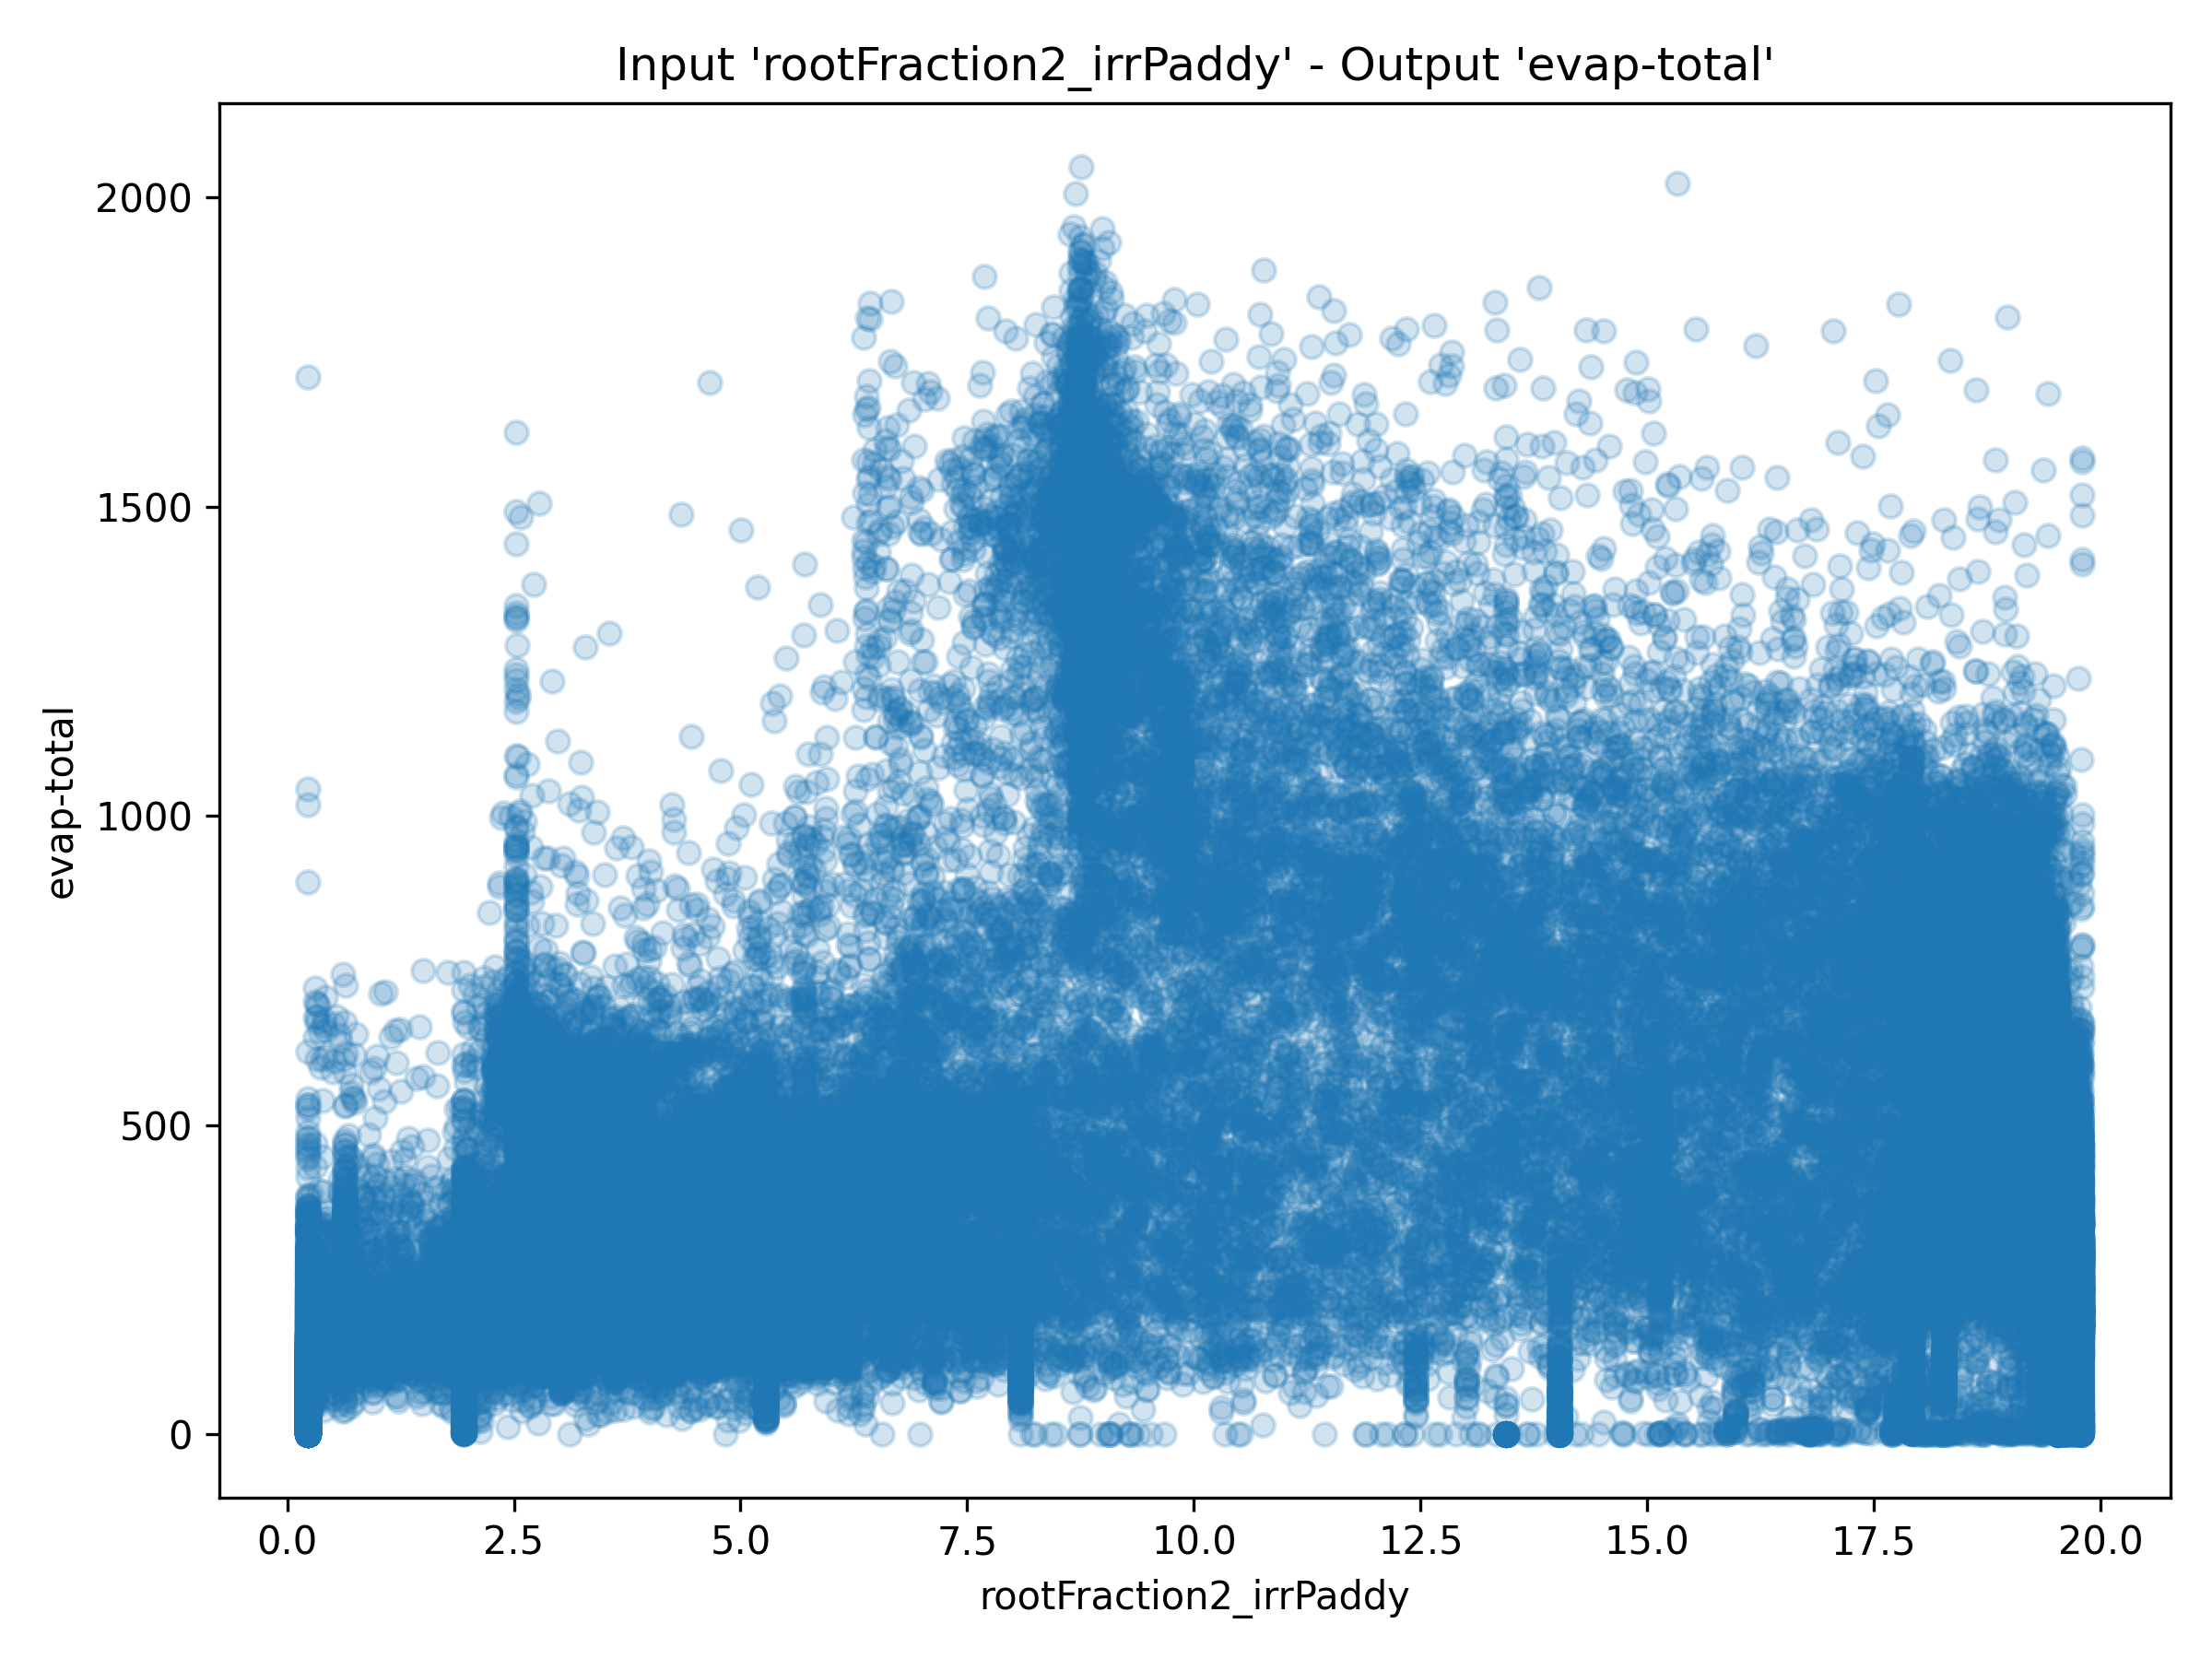 Input 'rootFraction2_irrPaddy' - Output 'evap-total'
2000
1500
1000
500
0
evap-total
0.0 2.5 5.0 7.5 10.0 12.5 15.0 17.5 20.0
rootFraction2_irrPaddy